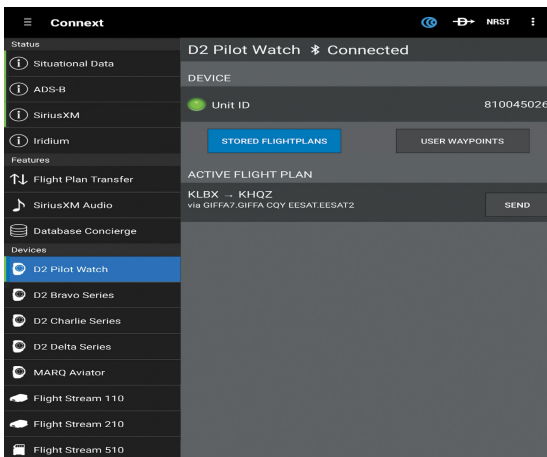 Connext
NRST
Status
Situational Data
ADS-B
SiriusXM
Iridium
Features
Flight Plan Transfer
SiriusXM Audio
Database Concierge
Devices
D2 Pilot Watch
D2 Bravo Series
D2 Charlie Series
D2 Delta Series
MARQ Aviator
Flight Stream 110
Flight Stream 210
Flight Stream 510
D2 Pilot Watch Connected
DEVICE
Unit ID 810045026
STORED FLIGHTPLANS USER WAYPOINTS
ACTIVE FLIGHT PLAN
KLBX → KHQZ
via GIFFA7.GIFFA CQY EESAT.EESAT2
SEND